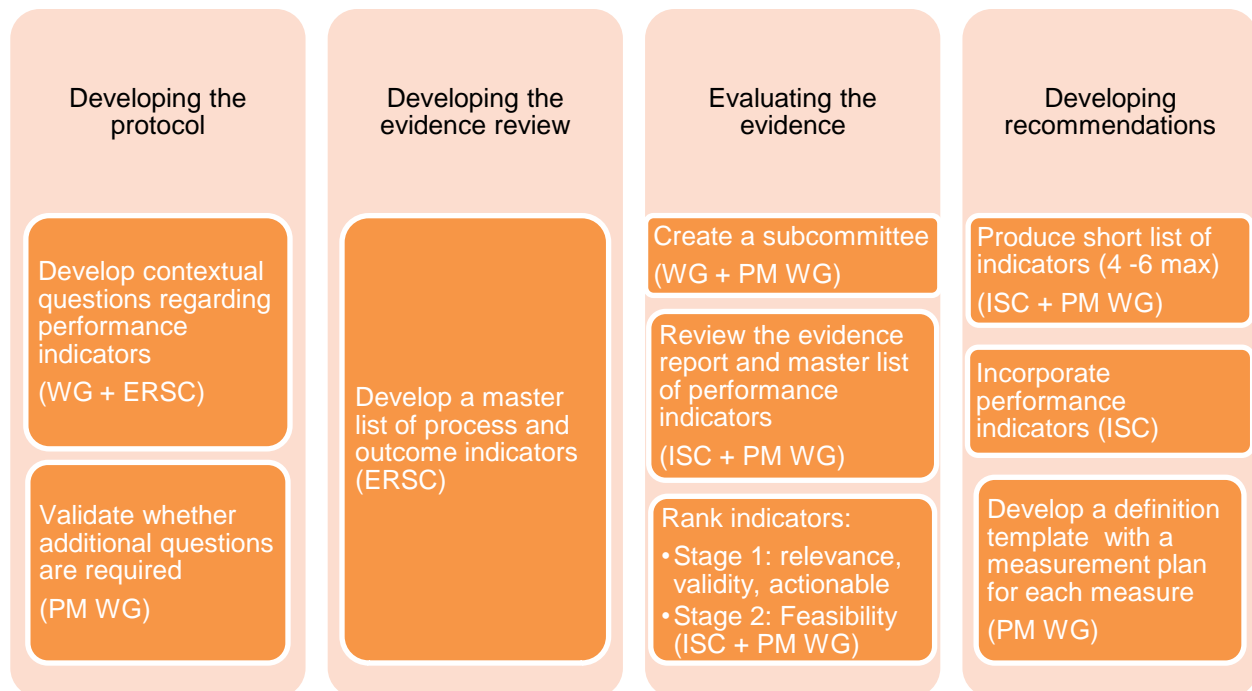 Developing the
protocol
Develop contextual
questions regarding
performance
indicators
(WG + ERSC)
Validate whether
additional questions
are required
(PM WG)
Developing the
evidence review
Develop a master
list of process and
outcome indicators
(ERSC)
Evaluating the
evidence
Create a subcommittee
(WG + PM WG)
Review the evidence
report and master list
of performance
indicators
(ISC + PM WG)
Rank indicators:
•Stage 1: relevance,
validity, actionable
•Stage 2: Feasibility
(ISC + PM WG)
Developing
recommendations
Produce short list of
indicators (4 -6 max)
(ISC + PM WG)
Incorporate
performance
indicators (ISC)
Develop a definition
template with a
measurement plan
for each measure
(PM WG)